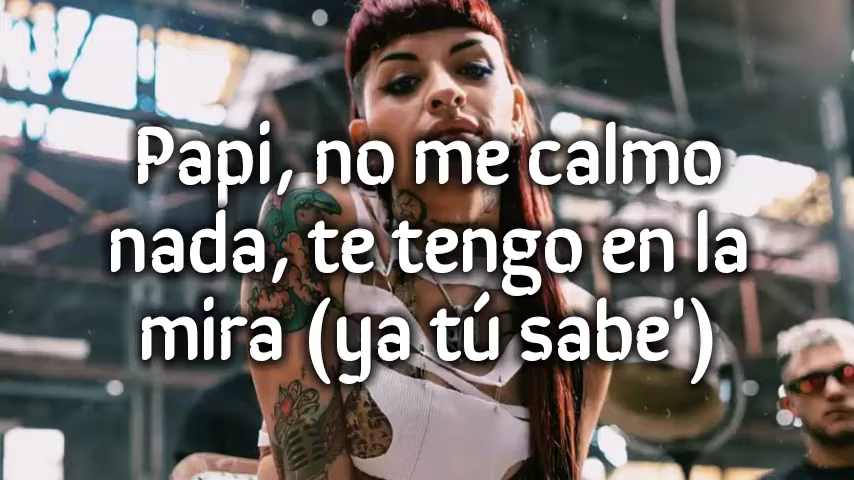 Papi, no me calmo
nada, te tengo en la
mira (ya tú sabe')